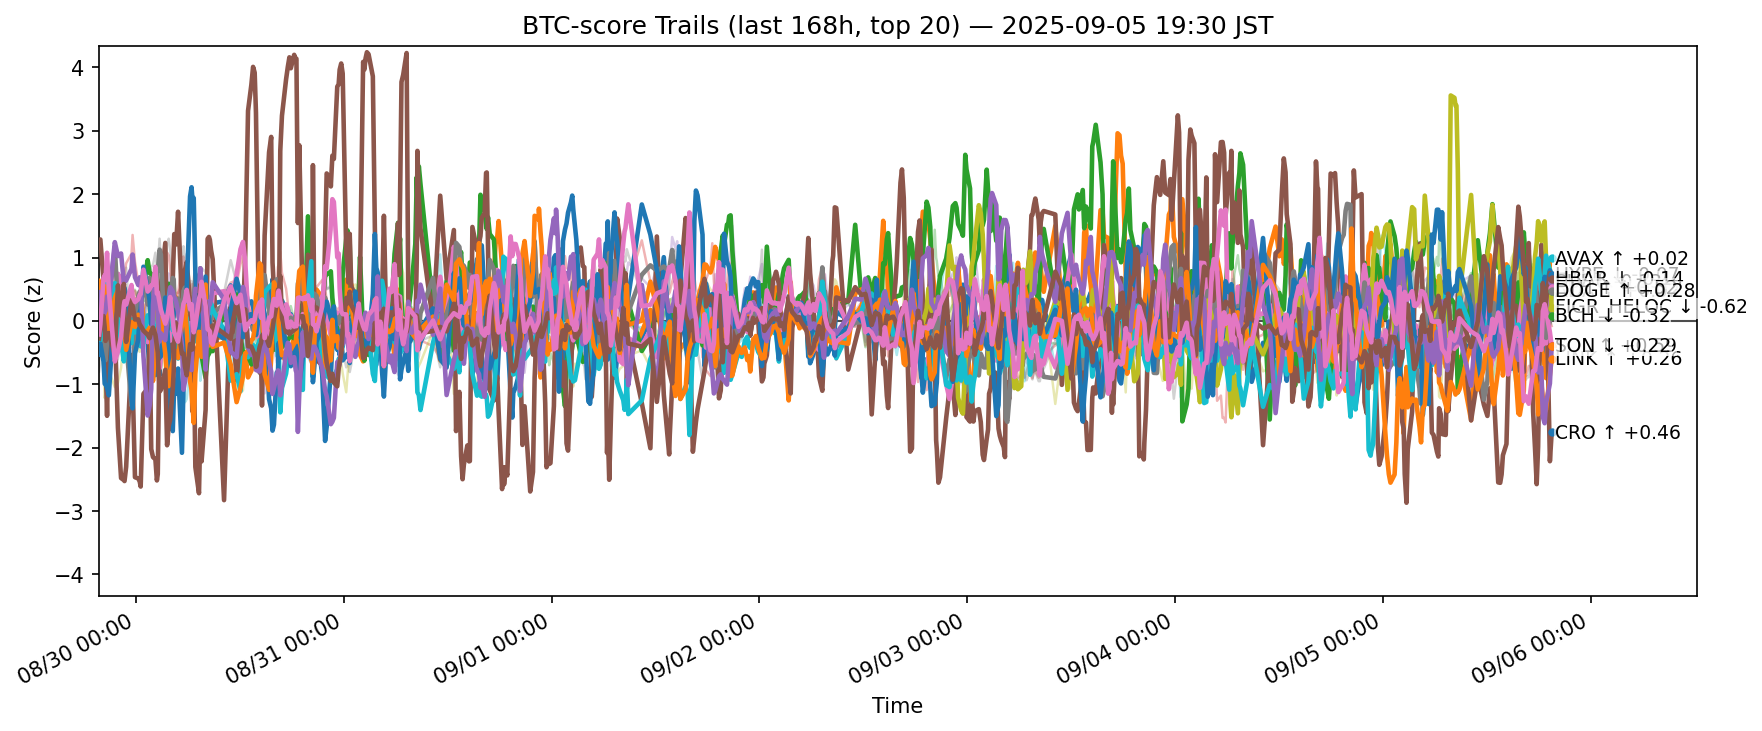 BTC-score Trails (last 168h, top 20) — 2025-09-05 19:30 JST
Score (z)
4
3
2
1
0
−1
−2
−3
−4
AVAX ↑ +0.02
DOGE ↑ +0.28
FIGR_HELOC ↓ -0.62
BCH ↓ -0.32
TON ↓ -0.22
LINK ↑ +0.26
CRO ↑ +0.46
08/30 00:00
08/31 00:00
09/01 00:00
09/02 00:00
09/03 00:00
09/04 00:00
09/05 00:00
09/06 00:00
Time